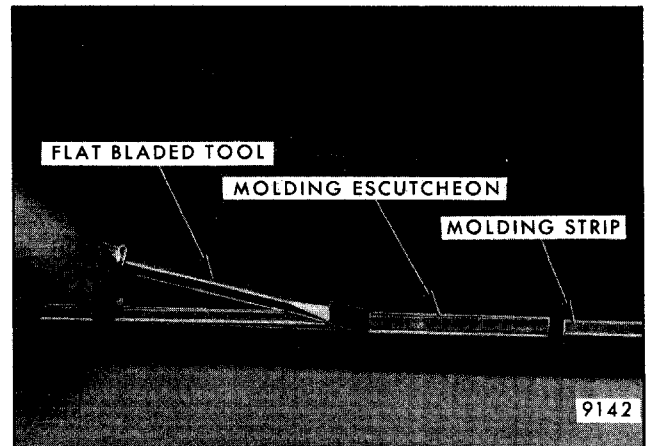 FLAT BLADED TOOL
MOLDING ESCUTCHEON
MOLDING STRIP
9142